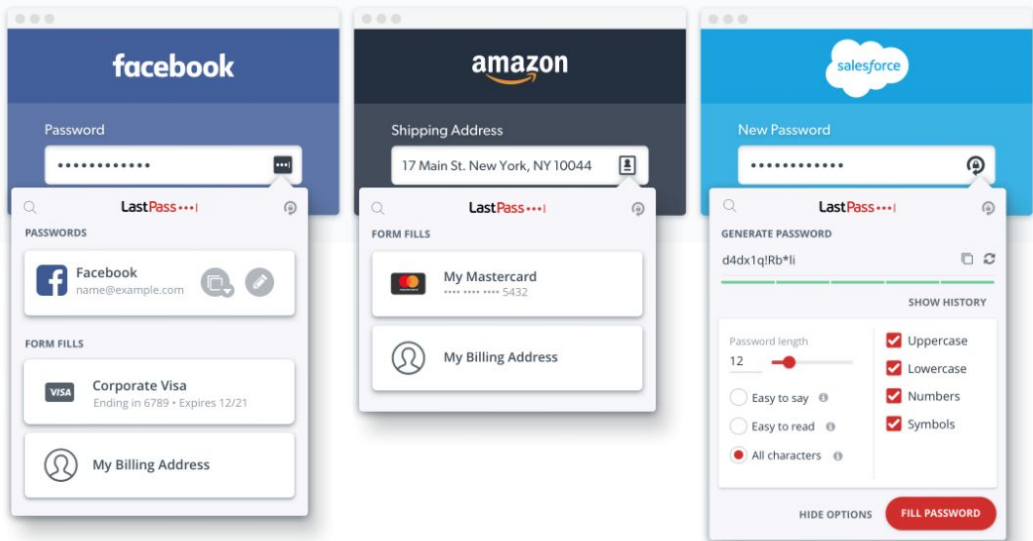 facebook
Password
••••••••••••
LastPass•••|
PASSWORDS
Facebook
name@example.com
FORM FILLS
VISA
Corporate Visa
Ending in 6789 • Expires 12/21
My Billing Address
amazon
Shipping Address
17 Main St. New York, NY 10044
LastPass•••|
FORM FILLS
My Mastercard
•••• •••• •••• 5432
My Billing Address
salesforce
New Password
••••••••••••
LastPass•••|
GENERATE PASSWORD
d4dx1q!Rb*li
SHOW HISTORY
Password length
12
Easy to say
Easy to read
All characters
Uppercase
Lowercase
Numbers
Symbols
HIDE OPTIONS
FILL PASSWORD